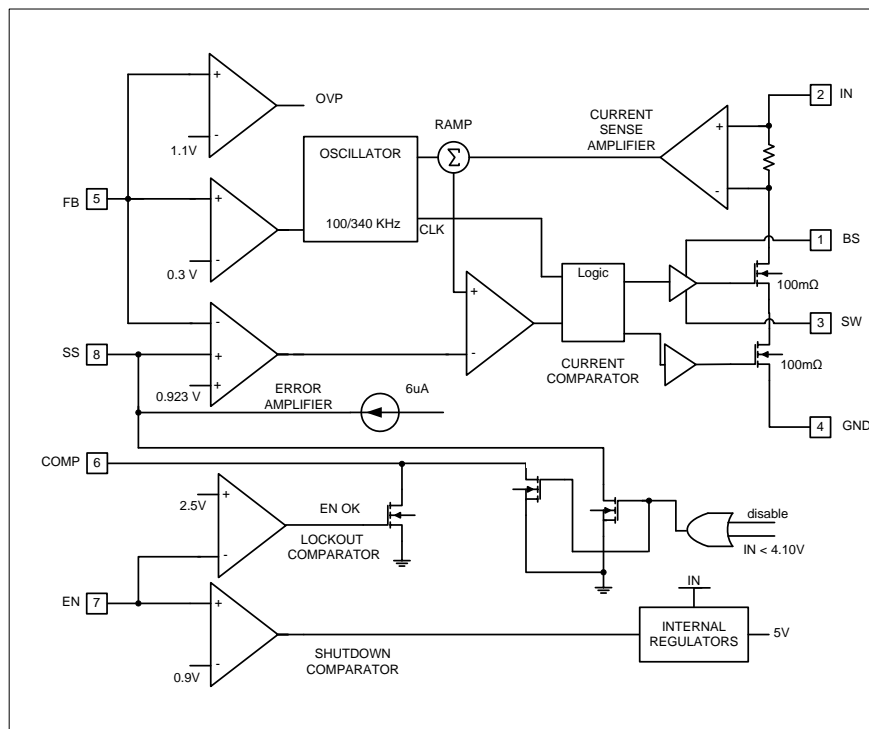 OVP
1.1V
FB
5
0.3 V
OSCILLATOR
100/340 KHz
CLK
RAMP
Σ
CURRENT
SENSE
AMPLIFIER
2
IN
1
BS
100mΩ
3
SW
100mΩ
4
GND
Logic
CURRENT
COMPARATOR
SS
8
0.923 V
ERROR
AMPLIFIER
6uA
COMP
6
2.5V
EN OK
LOCKOUT
COMPARATOR
disable
IN < 4.10V
EN
7
0.9V
SHUTDOWN
COMPARATOR
IN
INTERNAL
REGULATORS
5V
+
-
+
-
-
+
+
+
-
+
-
+
-
+
-